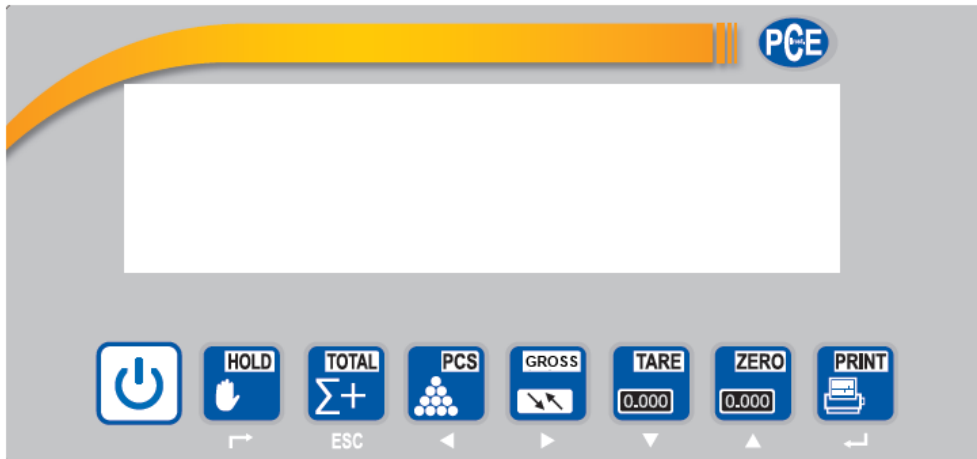 PCE
HOLD TOTAL PCS GROSS TARE ZERO PRINT
Σ+ 0.000 0.000
ESC